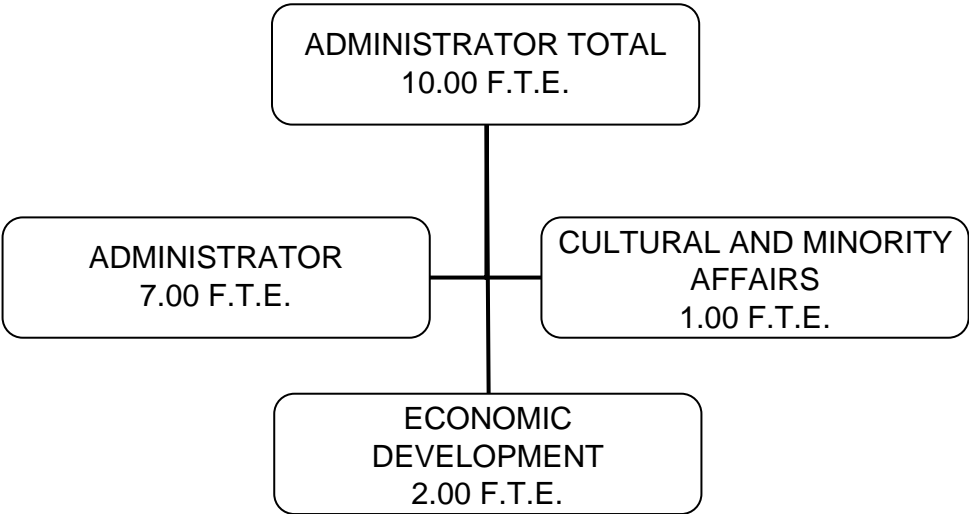 ADMINISTRATOR TOTAL
10.00 F.T.E.
ADMINISTRATOR
7.00 F.T.E.
CULTURAL AND MINORITY
AFFAIRS
1.00 F.T.E.
ECONOMIC
DEVELOPMENT
2.00 F.T.E.